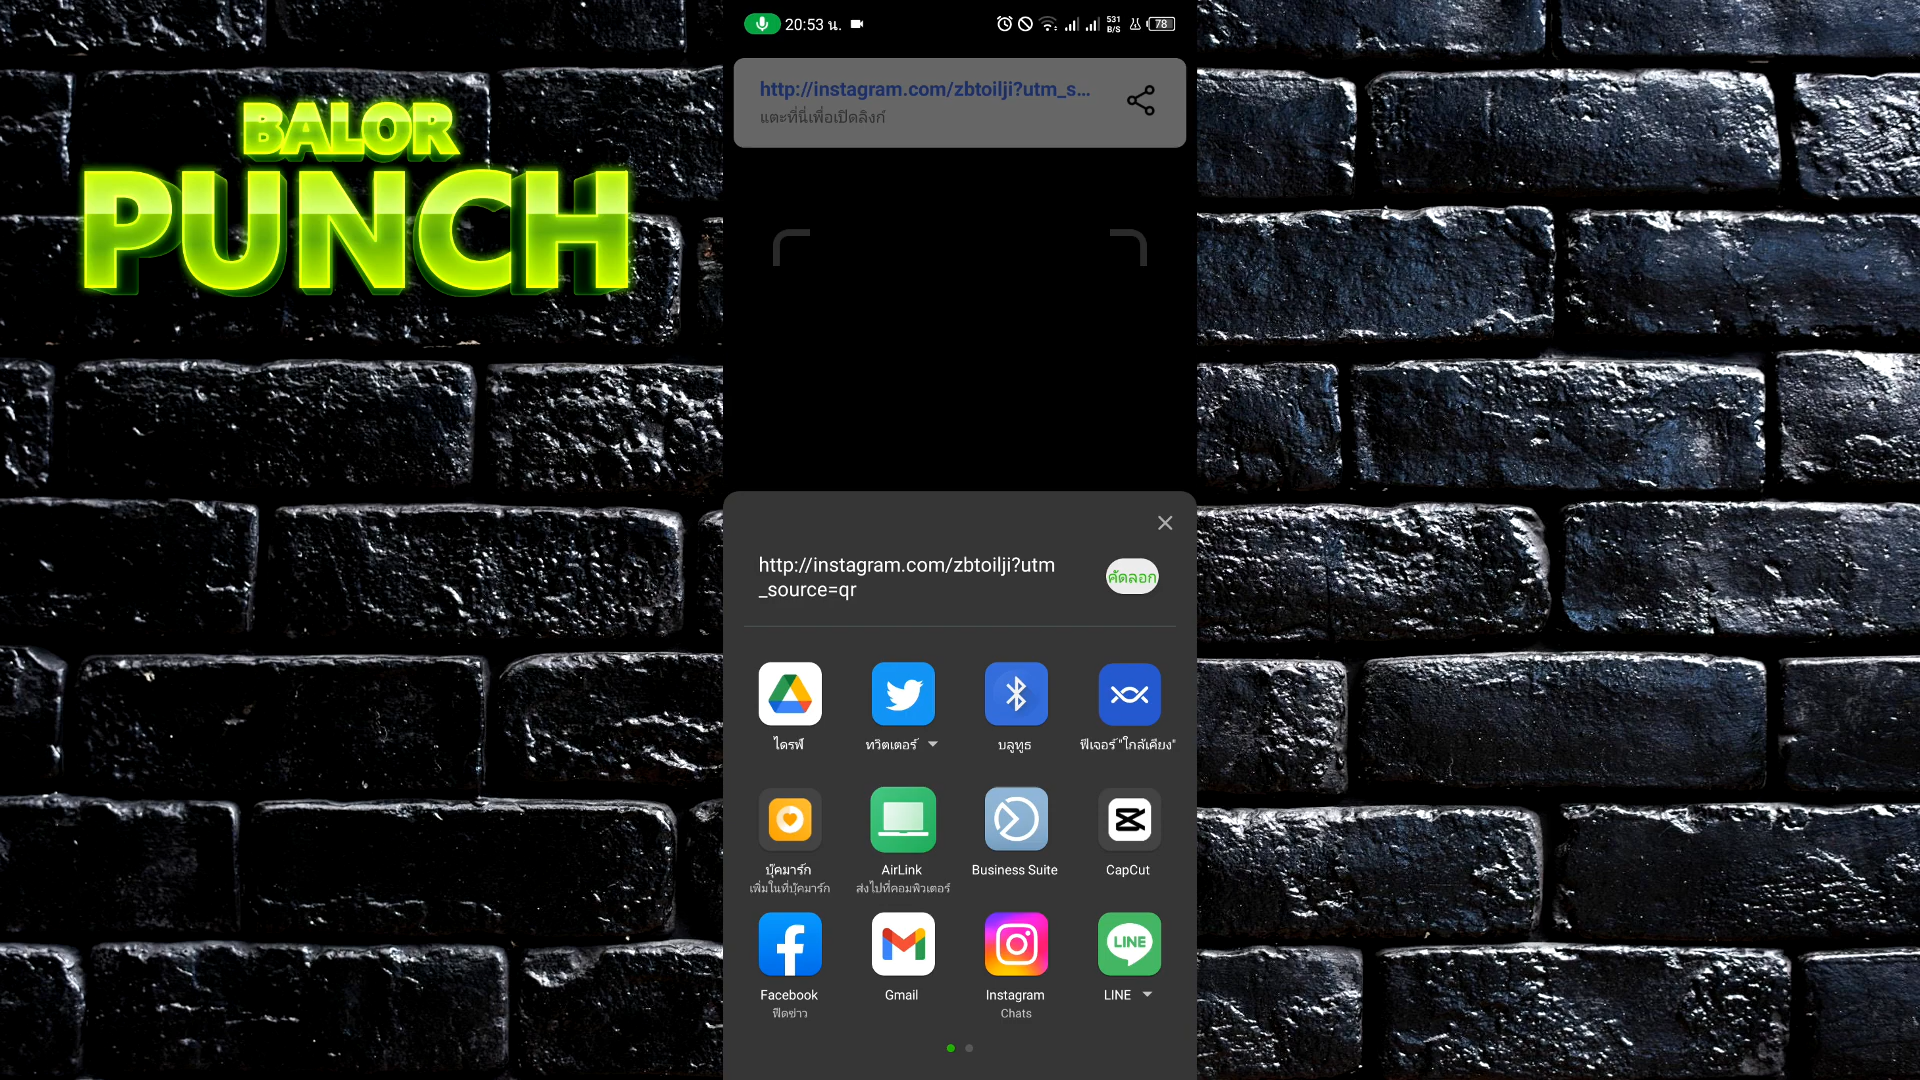 BALOR
PUNCH
20:53 น.
531
B/S
78
http://instagram.com/zbtoilji?utm_s...
แตะที่นี่เพื่อเปิดลิงก์
http://instagram.com/zbtoilji?utm
_source=qr
คัดลอก
ไดรฟ์
ทวิตเตอร์
บลูทูธ
ฟีเจอร์ "ใกล้เคียง"
บุ๊คมาร์ก
เพิ่มในที่บุ๊คมาร์ก
AirLink
ส่งไปที่คอมพิวเตอร์
Business Suite
CapCut
LINE
Facebook
ฟีดข่าว
Gmail
Instagram
Chats
LINE